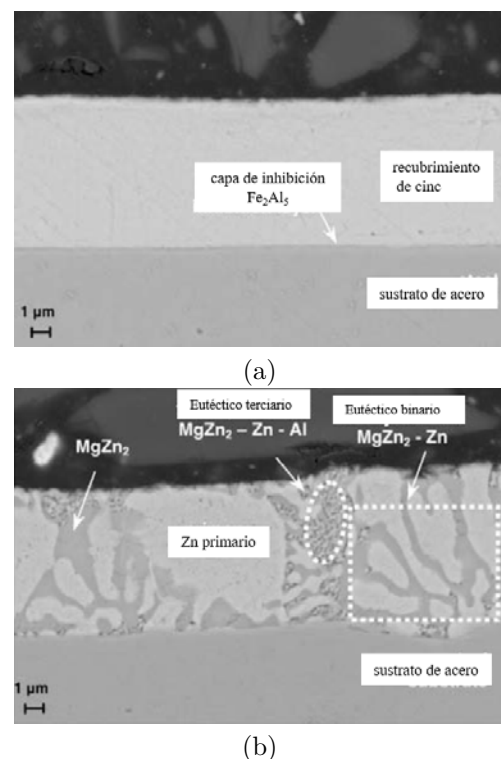 capa de inhibición
Fe₂Al₅
recubrimiento
de cinc
sustrato de acero
1 µm
(a)
Eutéctico terciario
MgZn₂ – Zn - Al
Eutéctico binario
MgZn₂ - Zn
MgZn₂
Zn primario
sustrato de acero
1 µm
(b)